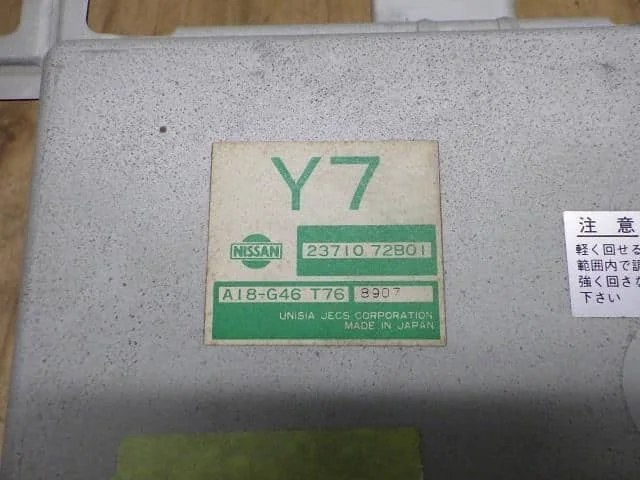 Y7
NISSAN 23710 72B01
A18-G46 T76 8907
UNISIA JECS CORPORATION
MADE IN JAPAN
注 意
軽く回せる
範囲内で
強く回さ
下さい